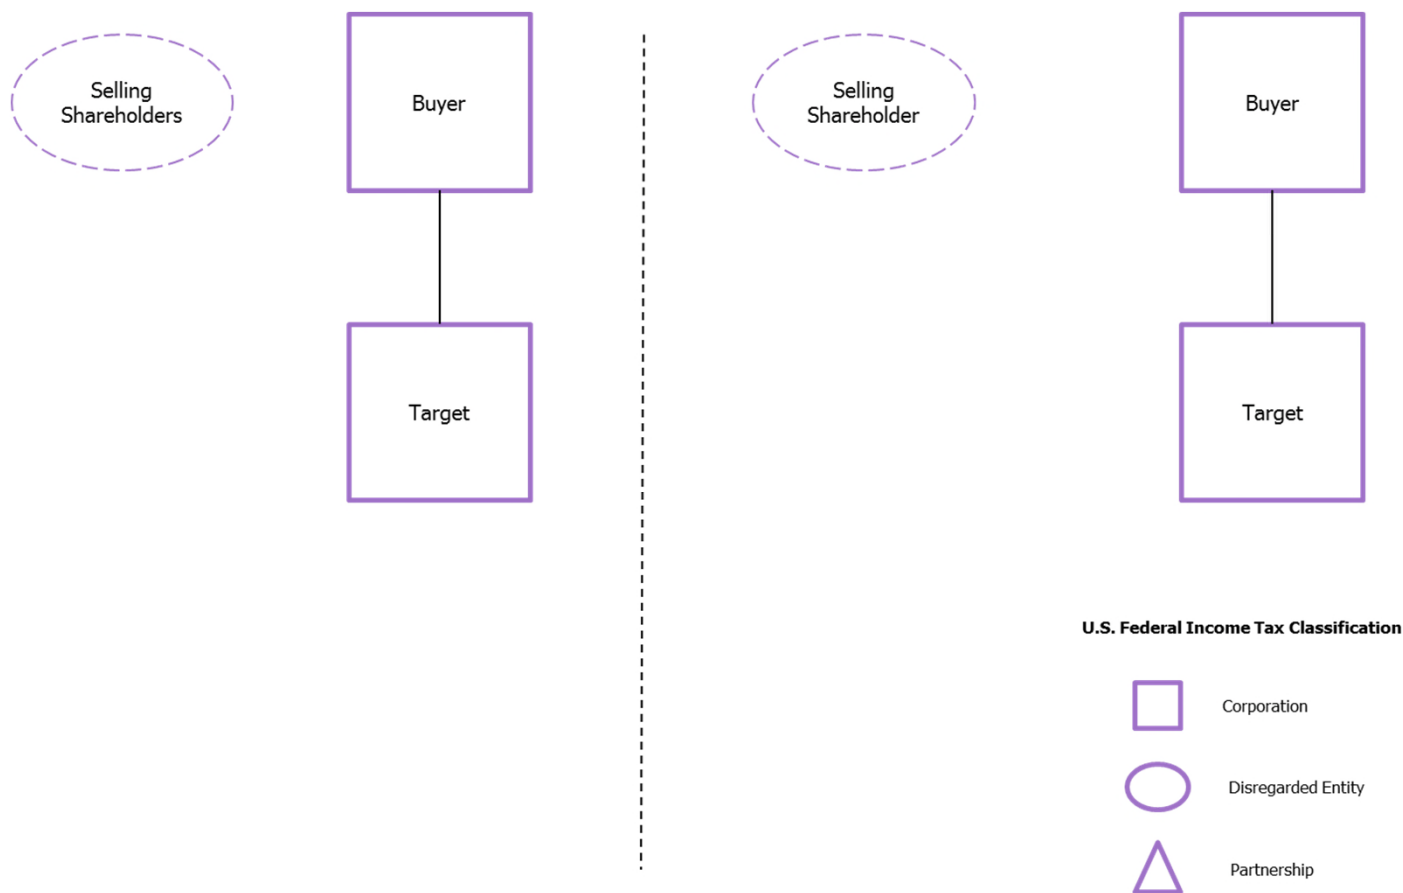 Selling
Shareholders
Buyer
Target
Selling
Shareholder
Buyer
Target
U.S. Federal Income Tax Classification
Corporation
Disregarded Entity
Partnership